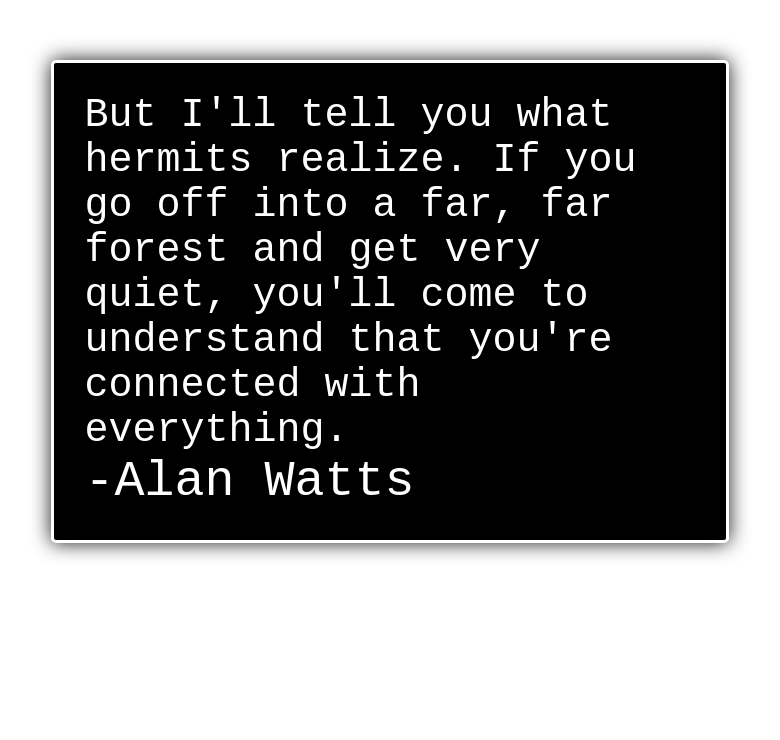 But I'll tell you what
hermits realize. If you
go off into a far, far
forest and get very
quiet, you'll come to
understand that you're
connected with
everything.
-Alan Watts